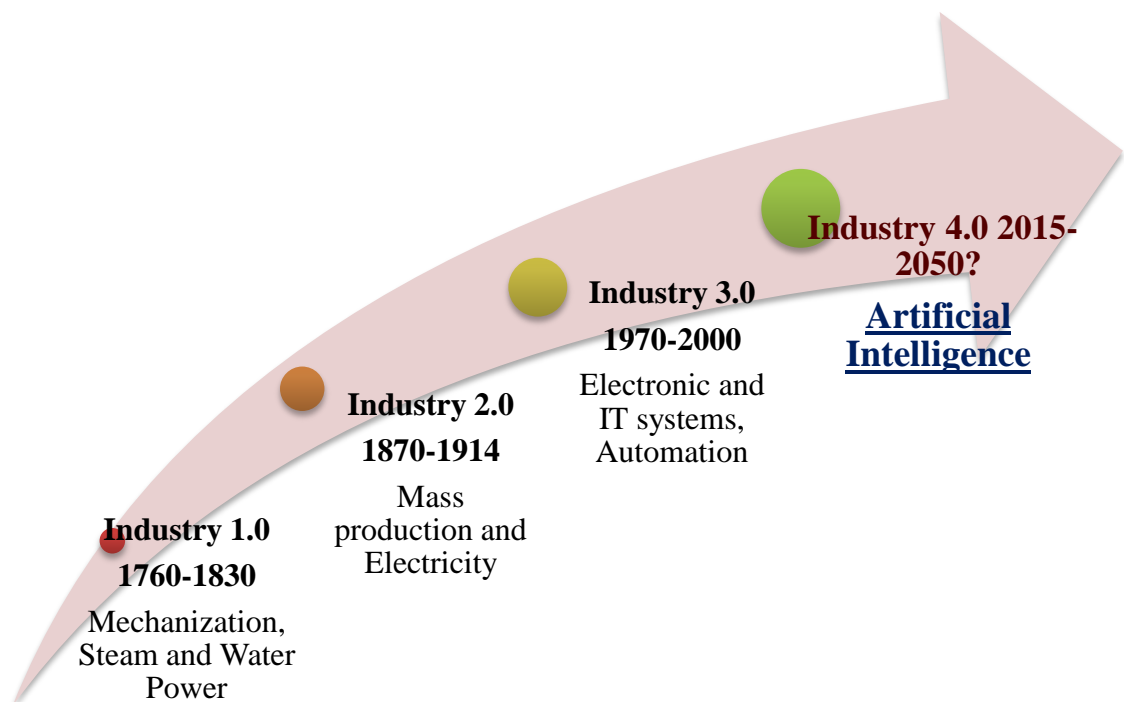 Industry 1.0
1760-1830
Mechanization,
Steam and Water
Power
Industry 2.0
1870-1914
Mass
production and
Electricity
Industry 3.0
1970-2000
Electronic and
IT systems,
Automation
Industry 4.0 2015-
2050?
Artificial
Intelligence